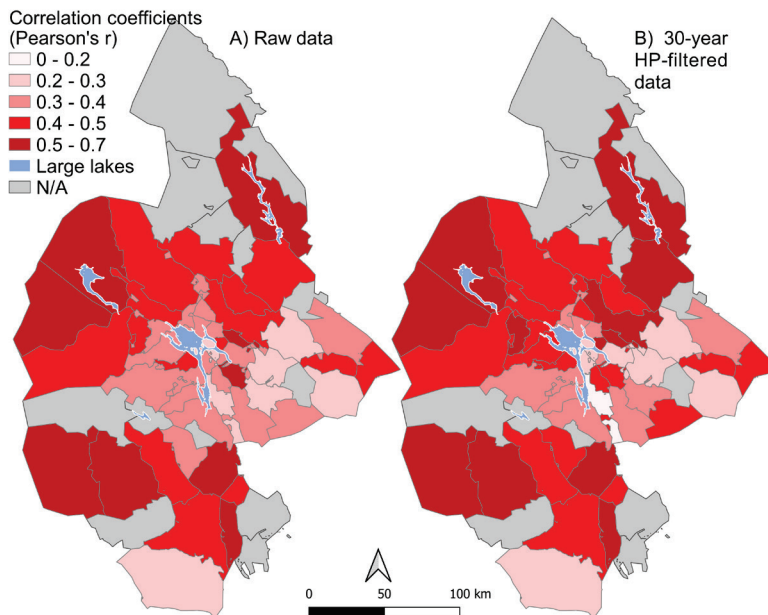 Correlation coefficients
(Pearson's r)
0 - 0.2
0.2 - 0.3
0.3 - 0.4
0.4 - 0.5
0.5 - 0.7
Large lakes
N/A
A) Raw data
B) 30-year
HP-filtered
data
0 50 100 km